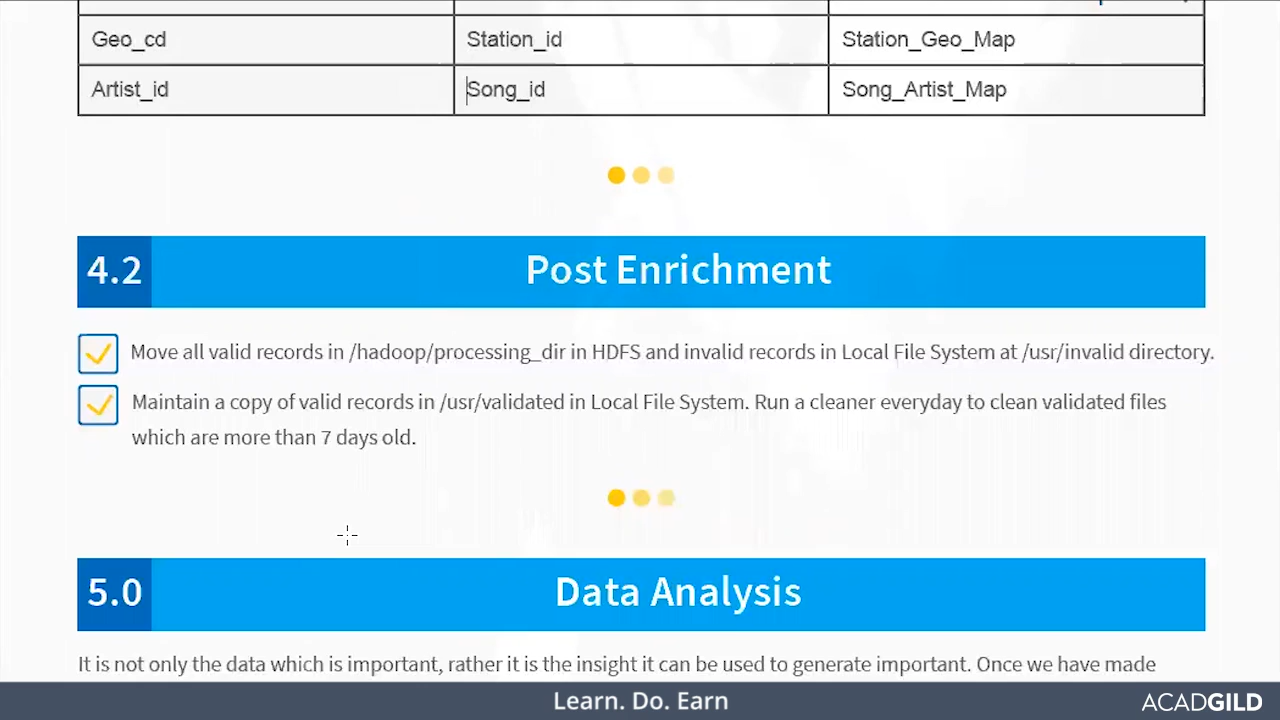 Geo_cd Station_id Station_Geo_Map
Artist_id Song_id Song_Artist_Map
4.2 Post Enrichment
Move all valid records in /hadoop/processing_dir in HDFS and invalid records in Local File System at /usr/invalid directory.
Maintain a copy of valid records in /usr/validated in Local File System. Run a cleaner everyday to clean validated files
which are more than 7 days old.
5.0 Data Analysis
It is not only the data which is important, rather it is the insight it can be used to generate important. Once we have made
Learn. Do. Earn
ACADGILD